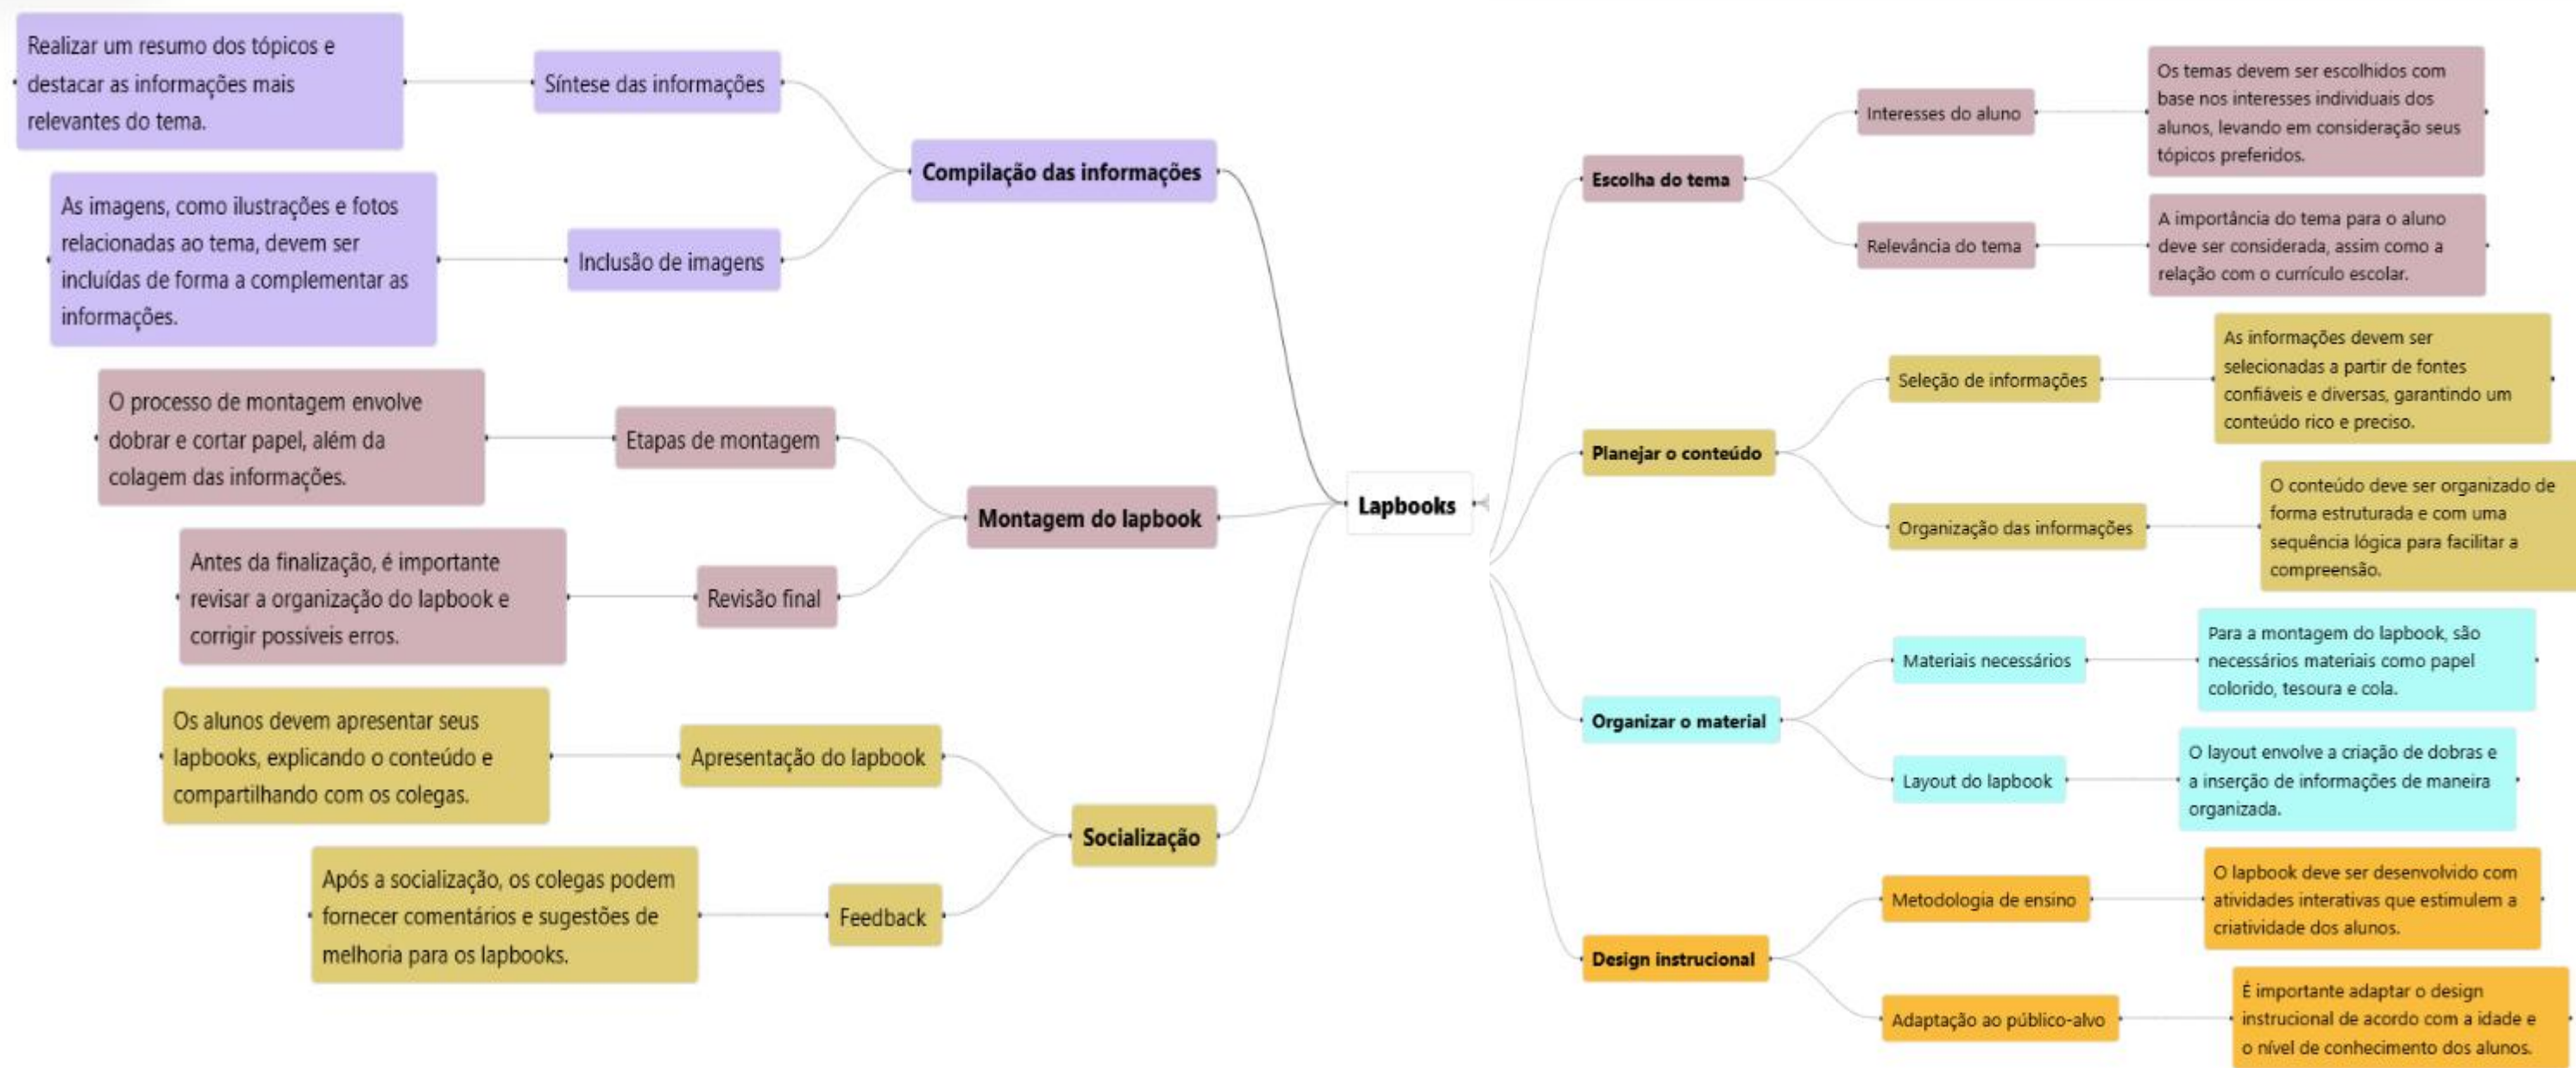 Realizar um resumo dos tópicos e
destacar as informações mais
relevantes do tema.
Síntese das informações
Compilação das informações
As imagens, como ilustrações e fotos
relacionadas ao tema, devem ser
incluídas de forma a complementar as
informações.
Inclusão de imagens
O processo de montagem envolve
dobrar e cortar papel, além da
colagem das informações.
Etapas de montagem
Montagem do lapbook
Antes da finalização, é importante
revisar a organização do lapbook e
corrigir possíveis erros.
Revisão final
Os alunos devem apresentar seus
lapbooks, explicando o conteúdo e
compartilhando com os colegas.
Apresentação do lapbook
Socialização
Após a socialização, os colegas podem
fornecer comentários e sugestões de
melhoria para os lapbooks.
Feedback
Lapbooks
Escolha do tema
Interesses do aluno
Os temas devem ser escolhidos com
base nos interesses individuais dos
alunos, levando em consideração seus
tópicos preferidos.
Relevância do tema
A importância do tema para o aluno
deve ser considerada, assim como a
relação com o currículo escolar.
Planejar o conteúdo
Seleção de informações
As informações devem ser
selecionadas a partir de fontes
confiáveis e diversas, garantindo um
conteúdo rico e preciso.
Organização das informações
O conteúdo deve ser organizado de
forma estruturada e com uma
sequência lógica para facilitar a
compreensão.
Organizar o material
Materiais necessários
Para a montagem do lapbook, são
necessários materiais como papel
colorido, tesoura e cola.
Layout do lapbook
O layout envolve a criação de dobras e
a inserção de informações de maneira
organizada.
Design instrucional
Metodologia de ensino
O lapbook deve ser desenvolvido com
atividades interativas que estimulem a
criatividade dos alunos.
Adaptação ao público-alvo
É importante adaptar o design
instrucional de acordo com a idade e
o nível de conhecimento dos alunos.